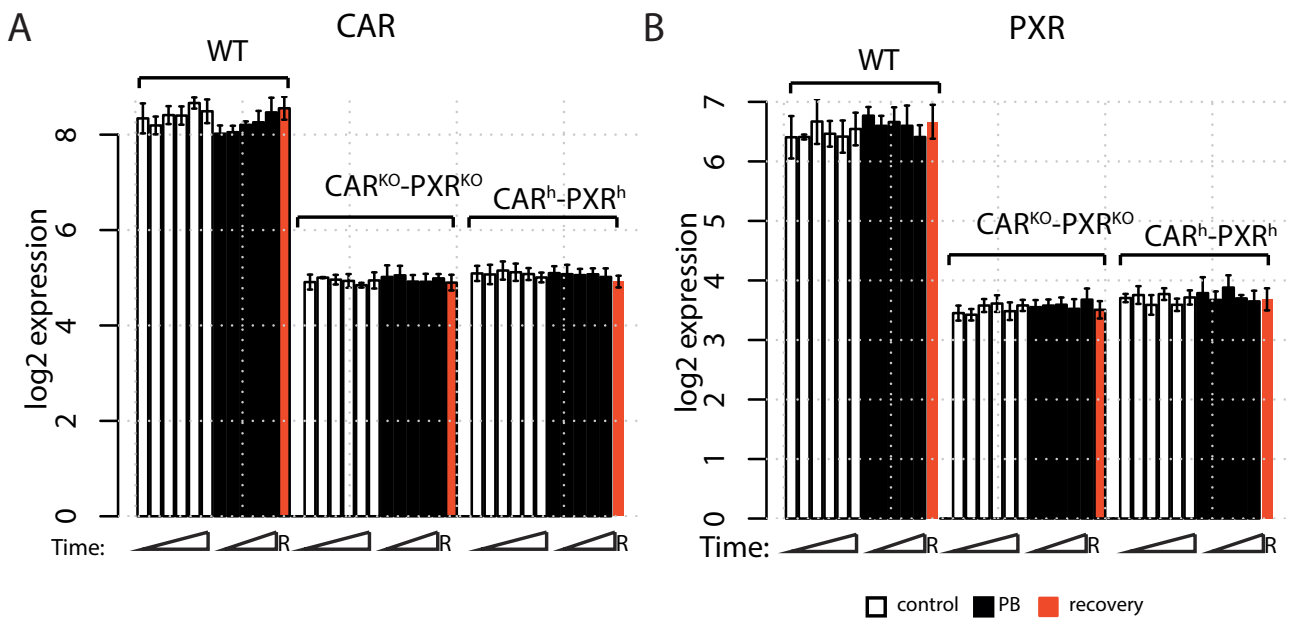 A
CAR
WT
CARᴷᴼ-PXRᴷᴼ
CARʰ-PXRʰ
log2 expression
0
2
4
6
8
Time:
R
R
R
B
PXR
WT
CARᴷᴼ-PXRᴷᴼ
CARʰ-PXRʰ
log2 expression
0
1
2
3
4
5
6
7
Time:
R
R
R
control
PB
recovery